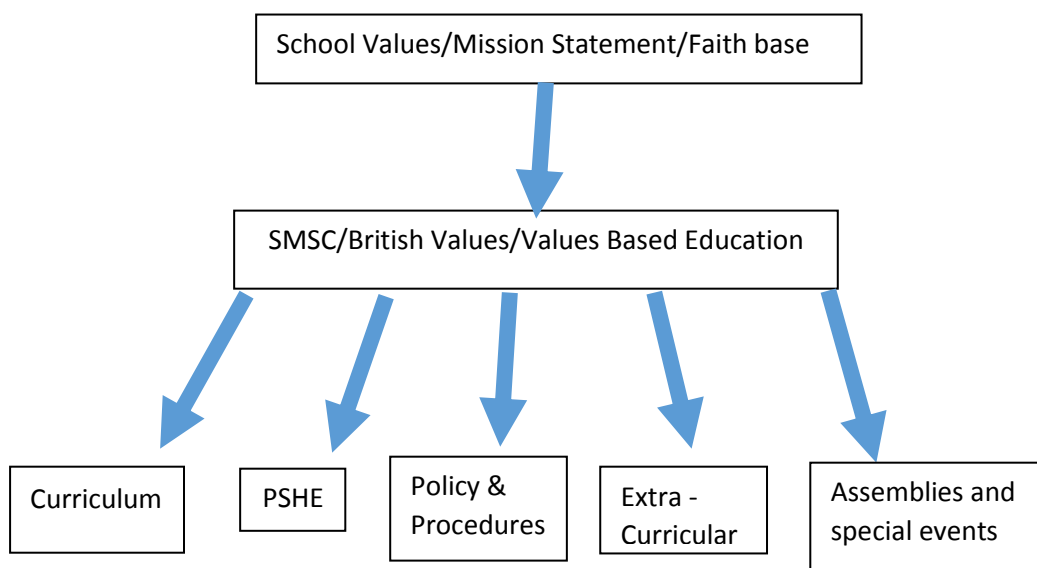 School Values/Mission Statement/Faith base
SMSC/British Values/Values Based Education
Curriculum
PSHE
Policy &
Procedures
Extra -
Curricular
Assemblies and
special events